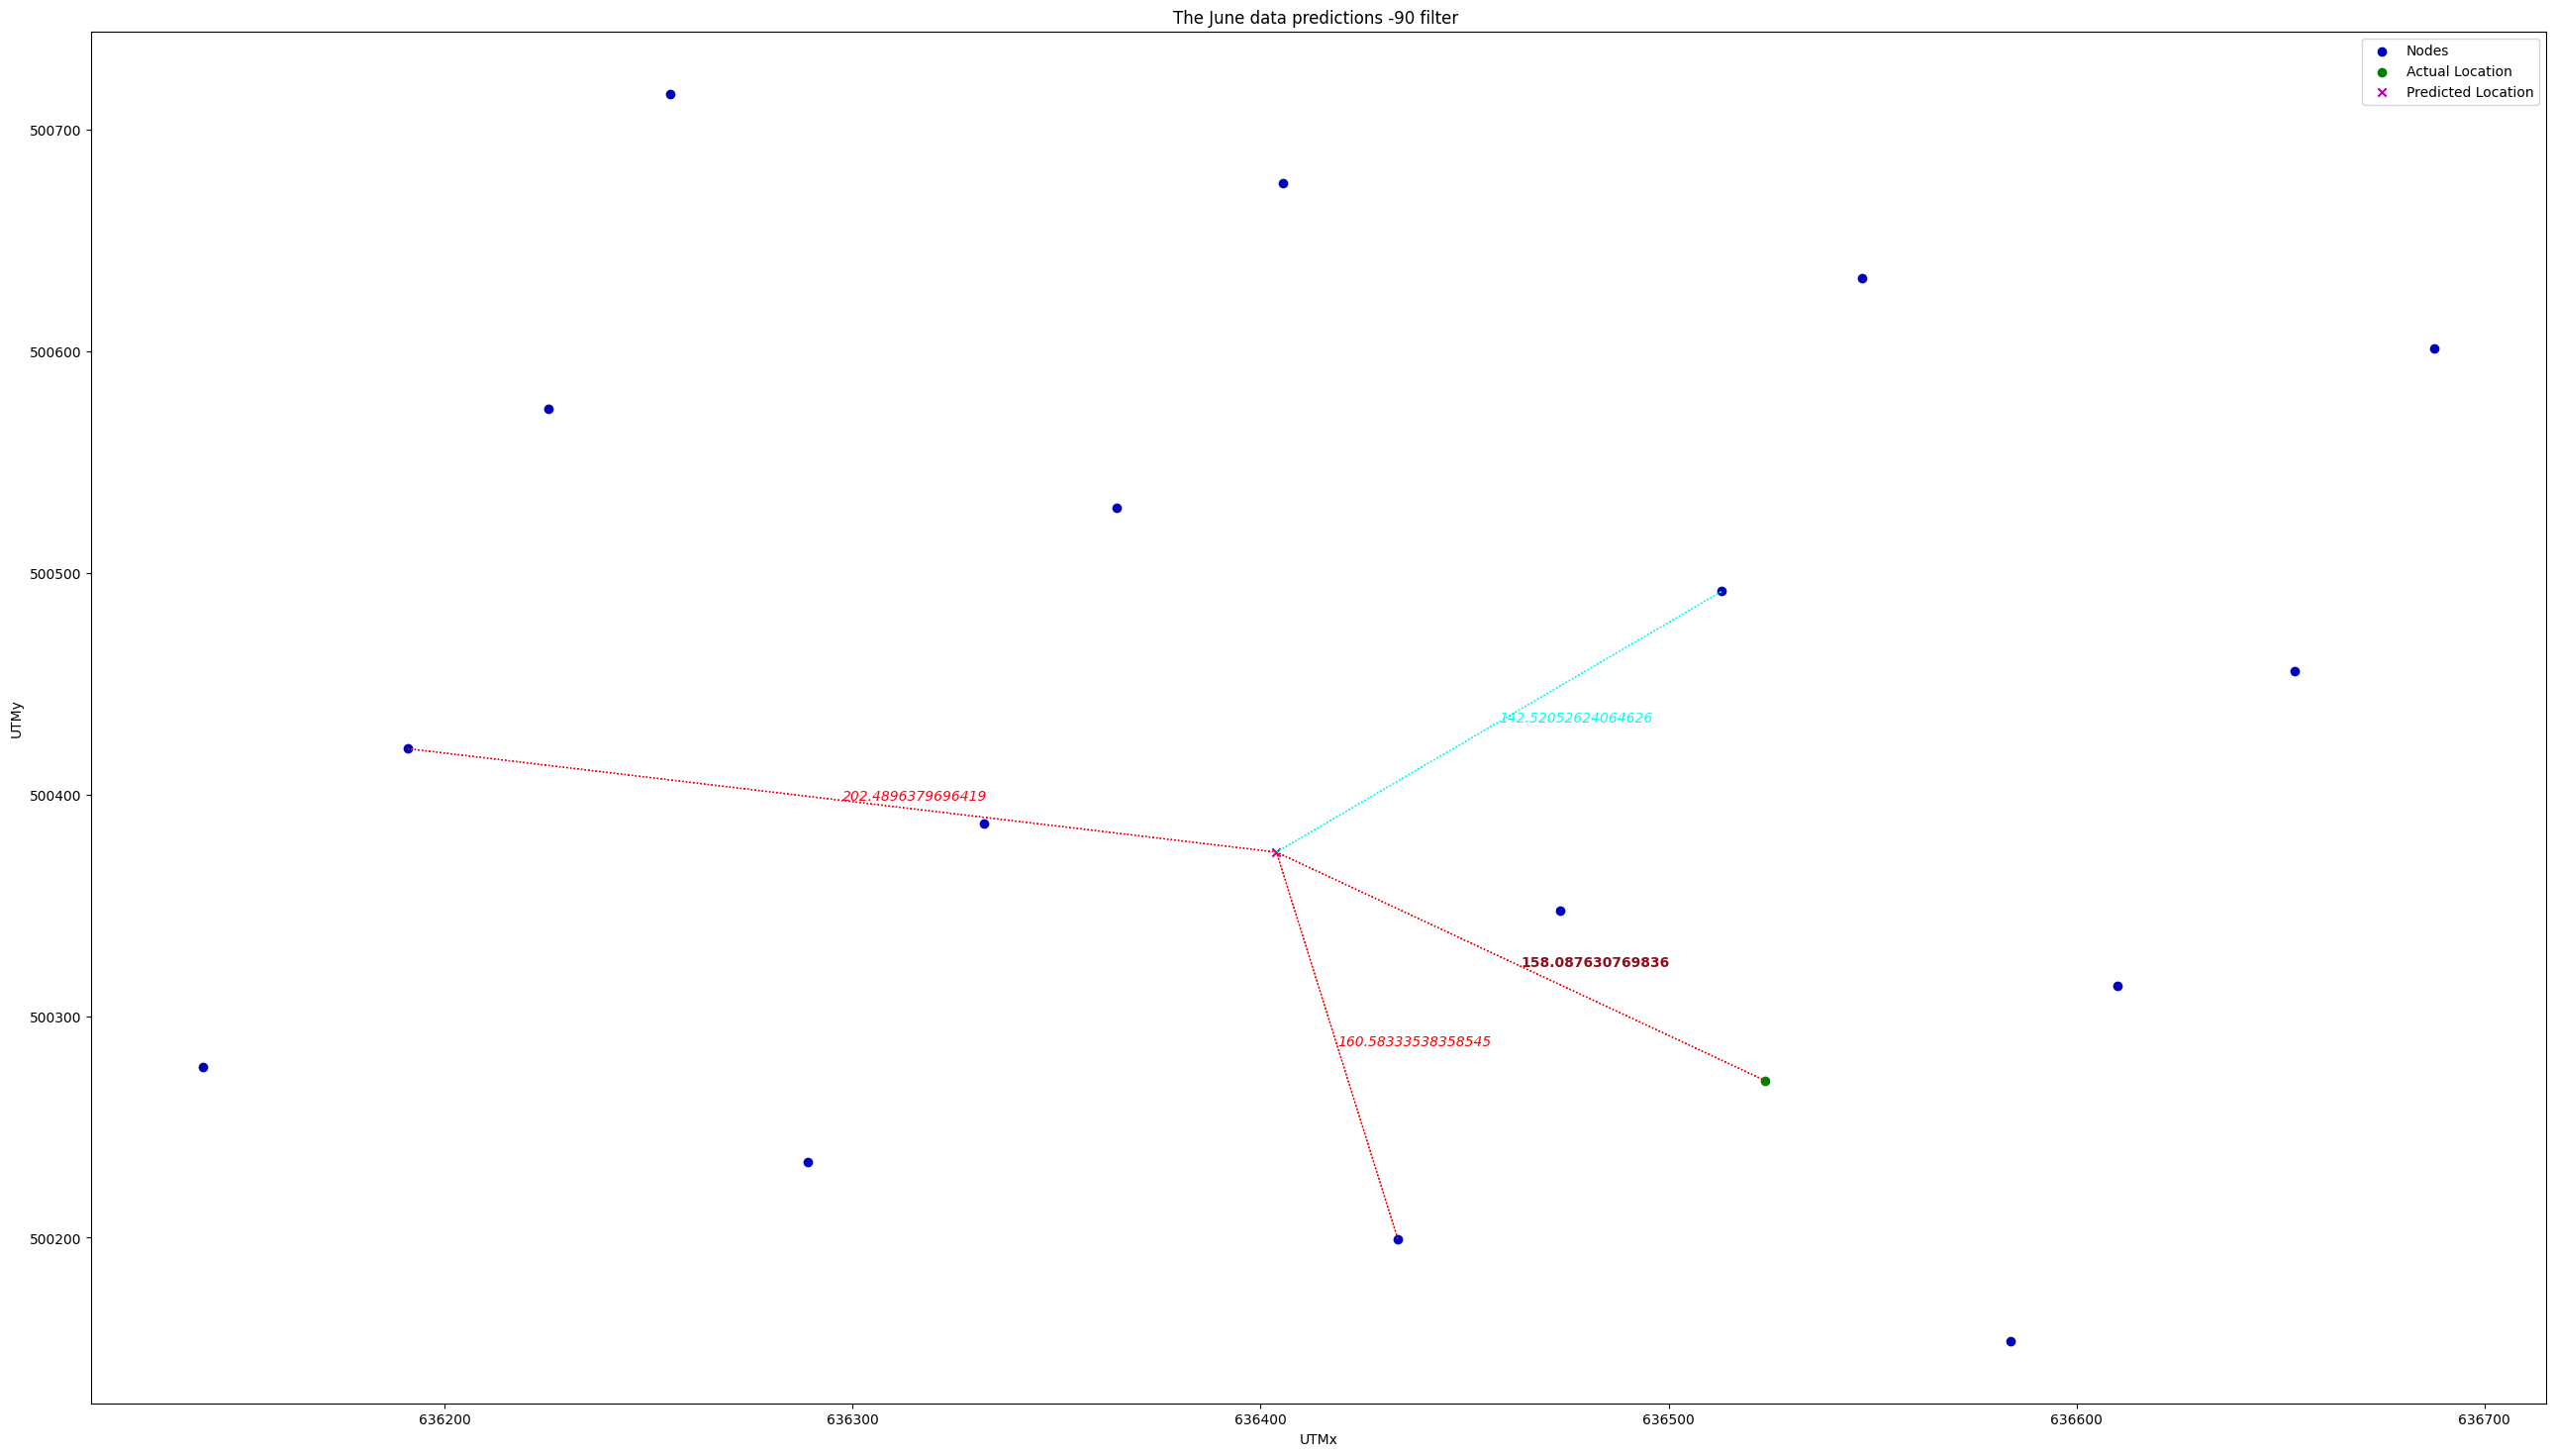 The June data predictions -90 filter
Nodes
Actual Location
Predicted Location
500700
500600
500500
500400
500300
500200
UTMy
142.52052624064626
202.4896379696419
158.087630769836
160.58333538358545
636200
636300
636400
636500
636600
636700
UTMx